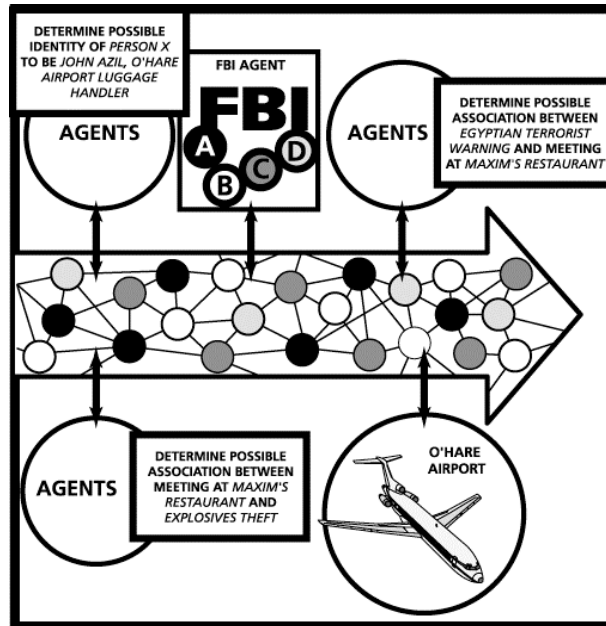 DETERMINE POSSIBLE
IDENTITY OF PERSON X
TO BE JOHN AZIL, O'HARE
AIRPORT LUGGAGE
HANDLER
AGENTS
FBI AGENT
FBI
A
B
C
D
AGENTS
DETERMINE POSSIBLE
ASSOCIATION BETWEEN
EGYPTIAN TERRORIST
WARNING AND MEETING
AT MAXIM'S RESTAURANT
AGENTS
DETERMINE POSSIBLE
ASSOCIATION BETWEEN
MEETING AT MAXIM'S
RESTAURANT AND
EXPLOSIVES THEFT
O'HARE
AIRPORT